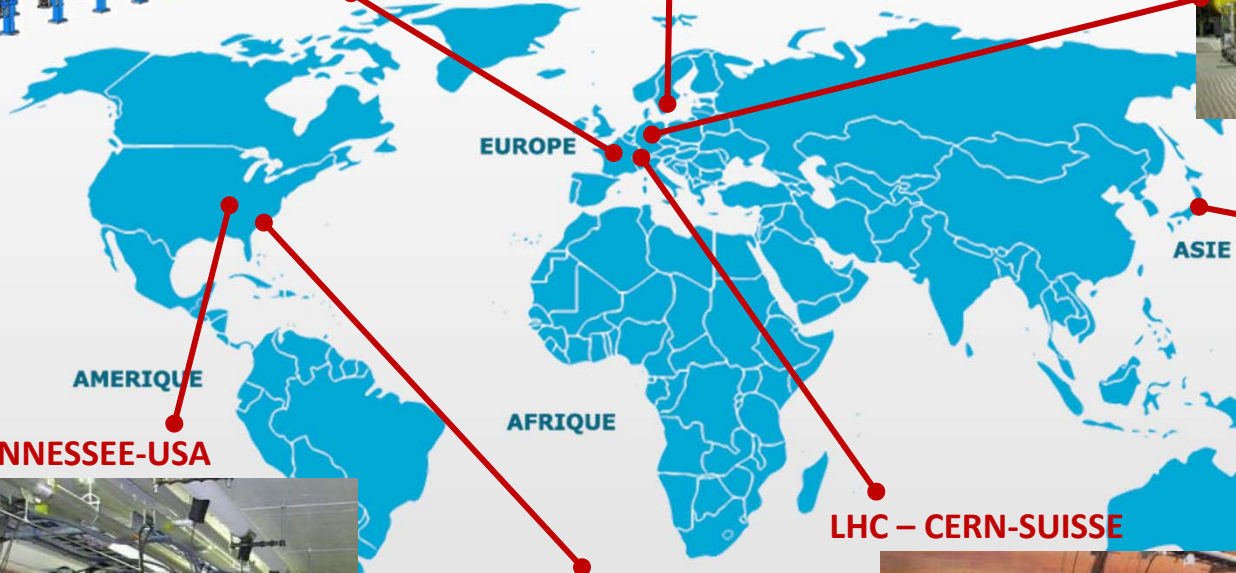 EUROPE
ASIE
AMERIQUE
AFRIQUE
NNESSEE-USA
LHC – CERN-SUISSE